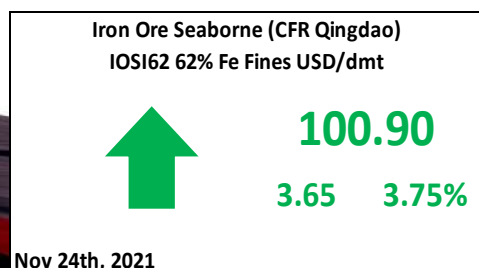 Iron Ore Seaborne (CFR Qingdao)
IOSI62 62% Fe Fines USD/dmt
100.90
3.65 3.75%
Nov 24th, 2021